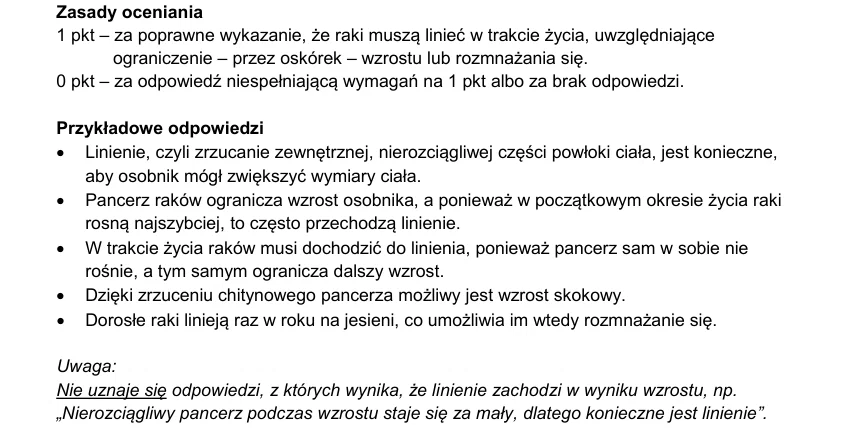 Zasady oceniania
1 pkt – za poprawne wykazanie, że raki muszą linieć w trakcie życia, uwzględniające
ograniczenie – przez oskórek – wzrostu lub rozmnażania się.
0 pkt – za odpowiedź niespełniającą wymagań na 1 pkt albo za brak odpowiedzi.
Przykładowe odpowiedzi
• Linienie, czyli zrzucanie zewnętrznej, nierozciągliwej części powłoki ciała, jest konieczne,
aby osobnik mógł zwiększyć wymiary ciała.
• Pancerz raków ogranicza wzrost osobnika, a ponieważ w początkowym okresie życia raki
rosną najszybciej, to często przechodzą linienie.
• W trakcie życia raków musi dochodzić do linienia, ponieważ pancerz sam w sobie nie
rośnie, a tym samym ogranicza dalszy wzrost.
• Dzięki zrzuceniu chitynowego pancerza możliwy jest wzrost skokowy.
• Dorosłe raki linieją raz w roku na jesieni, co umożliwia im wtedy rozmnażanie się.
Uwaga:
Nie uznaje się odpowiedzi, z których wynika, że linienie zachodzi w wyniku wzrostu, np.
„Nierozciągliwy pancerz podczas wzrostu staje się za mały, dlatego konieczne jest linienie”.